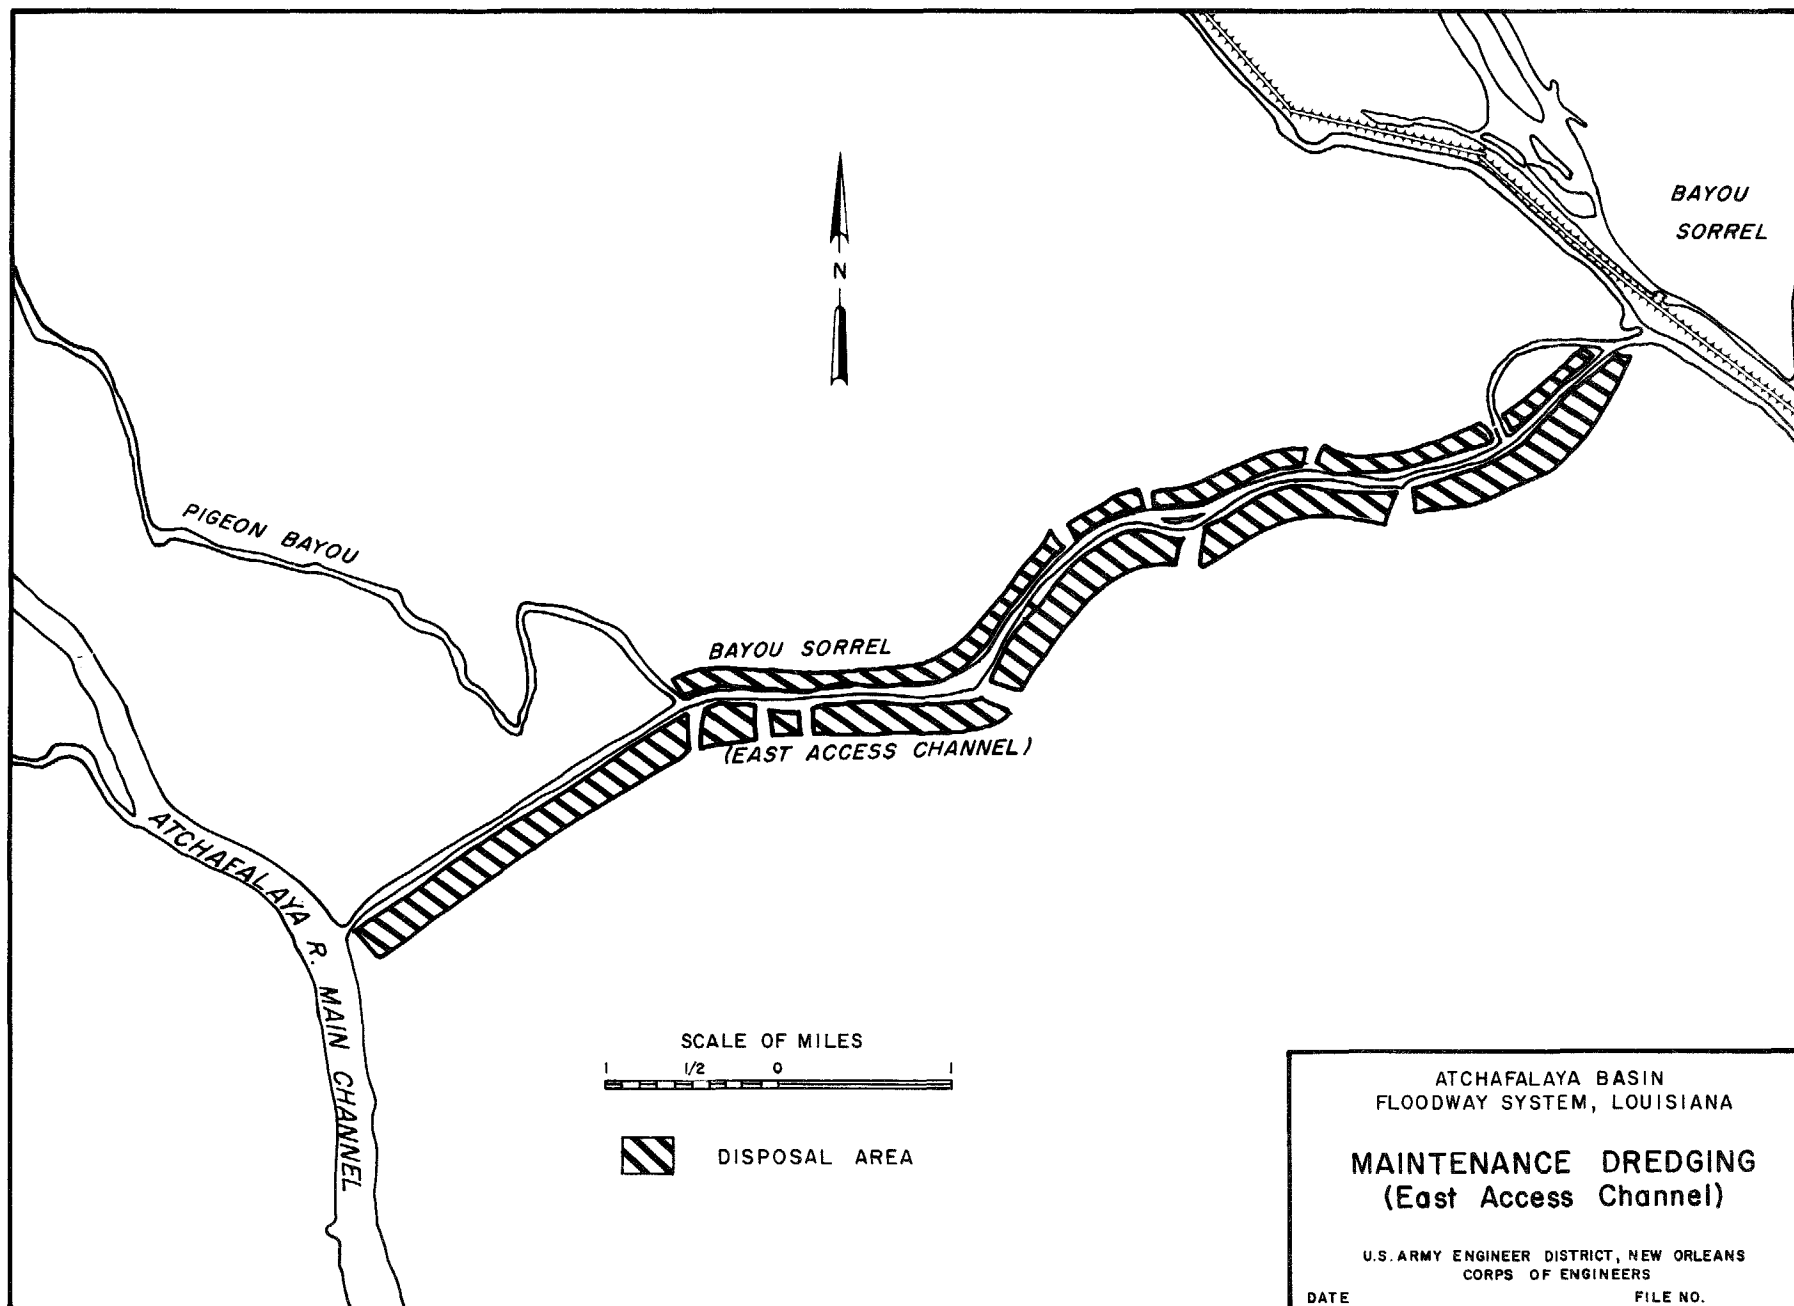 BAYOU
SORREL
N
PIGEON BAYOU
BAYOU SORREL
(EAST ACCESS CHANNEL)
ATCHAFALAYA R. MAIN CHANNEL
SCALE OF MILES
1 1/2 0 1
DISPOSAL AREA
ATCHAFALAYA BASIN
FLOODWAY SYSTEM, LOUISIANA
MAINTENANCE DREDGING
(East Access Channel)
U.S. ARMY ENGINEER DISTRICT, NEW ORLEANS
CORPS OF ENGINEERS
DATE FILE NO.